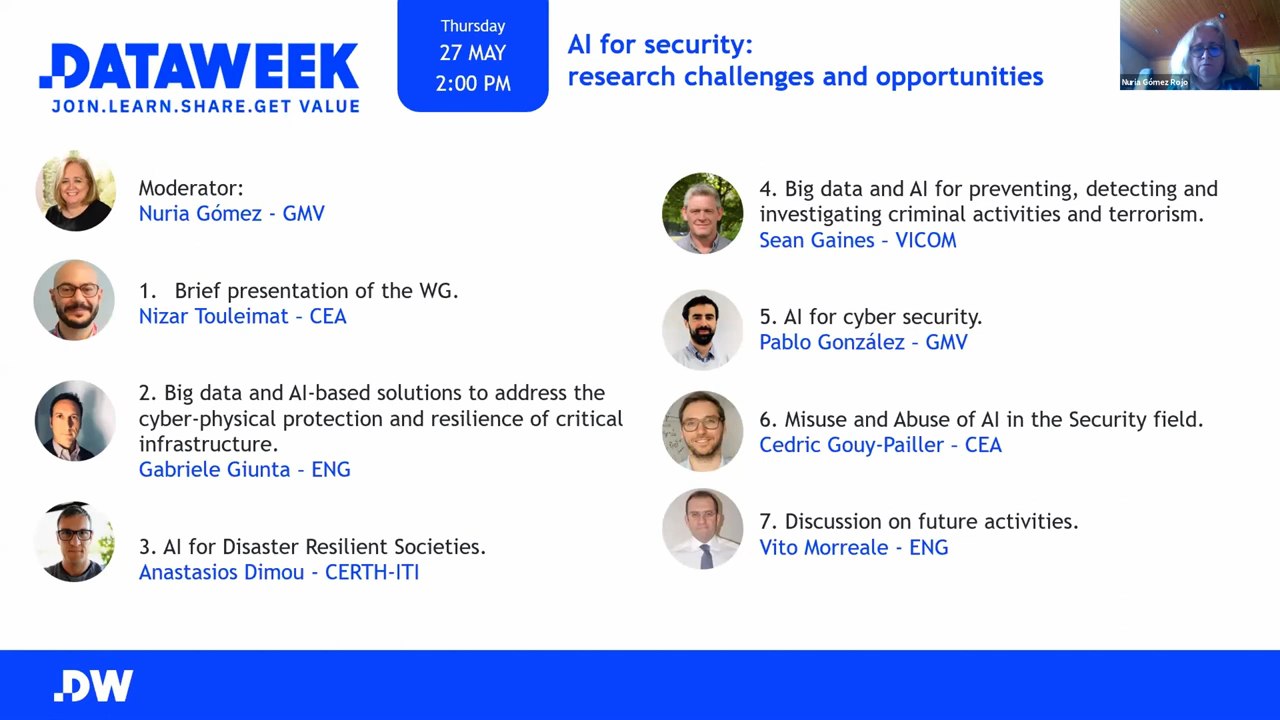 .DATAWEEK
JOIN.LEARN.SHARE.GET VALUE
Thursday
27 MAY
2:00 PM
AI for security:
research challenges and opportunities
Nuria Gómez Rojo
Moderator:
Nuria Gómez - GMV
1. Brief presentation of the WG.
Nizar Touleimat – CEA
2. Big data and AI-based solutions to address the
cyber-physical protection and resilience of critical
infrastructure.
Gabriele Giunta – ENG
3. AI for Disaster Resilient Societies.
Anastasios Dimou - CERTH-ITI
4. Big data and AI for preventing, detecting and
investigating criminal activities and terrorism.
Sean Gaines – VICOM
5. AI for cyber security.
Pablo González – GMV
6. Misuse and Abuse of AI in the Security field.
Cedric Gouy-Pailler – CEA
7. Discussion on future activities.
Vito Morreale - ENG
.DW